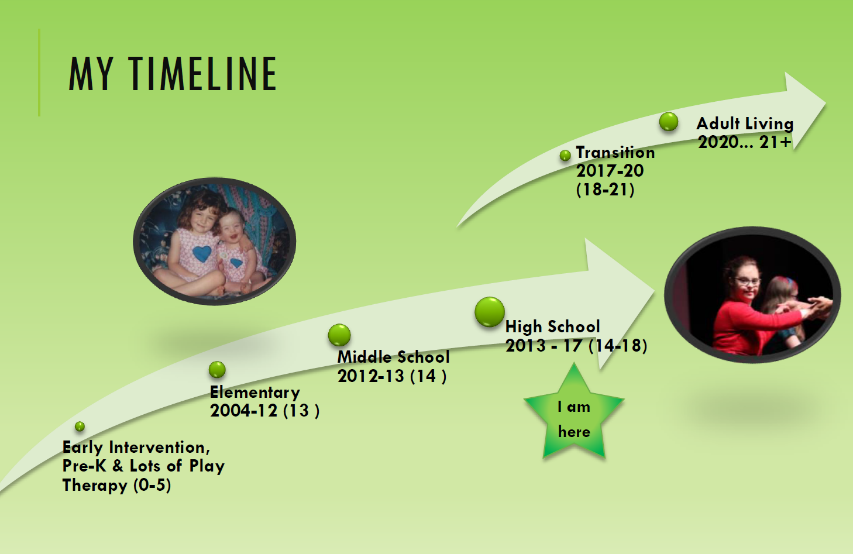 MY TIMELINE
Adult Living
2020... 21+
Transition
2017-20
(18-21)
High School
2013 - 17 (14-18)
Middle School
2012-13 (14 )
Elementary
2004-12 (13 )
Early Intervention,
Pre-K & Lots of Play
Therapy (0-5)
I am
here